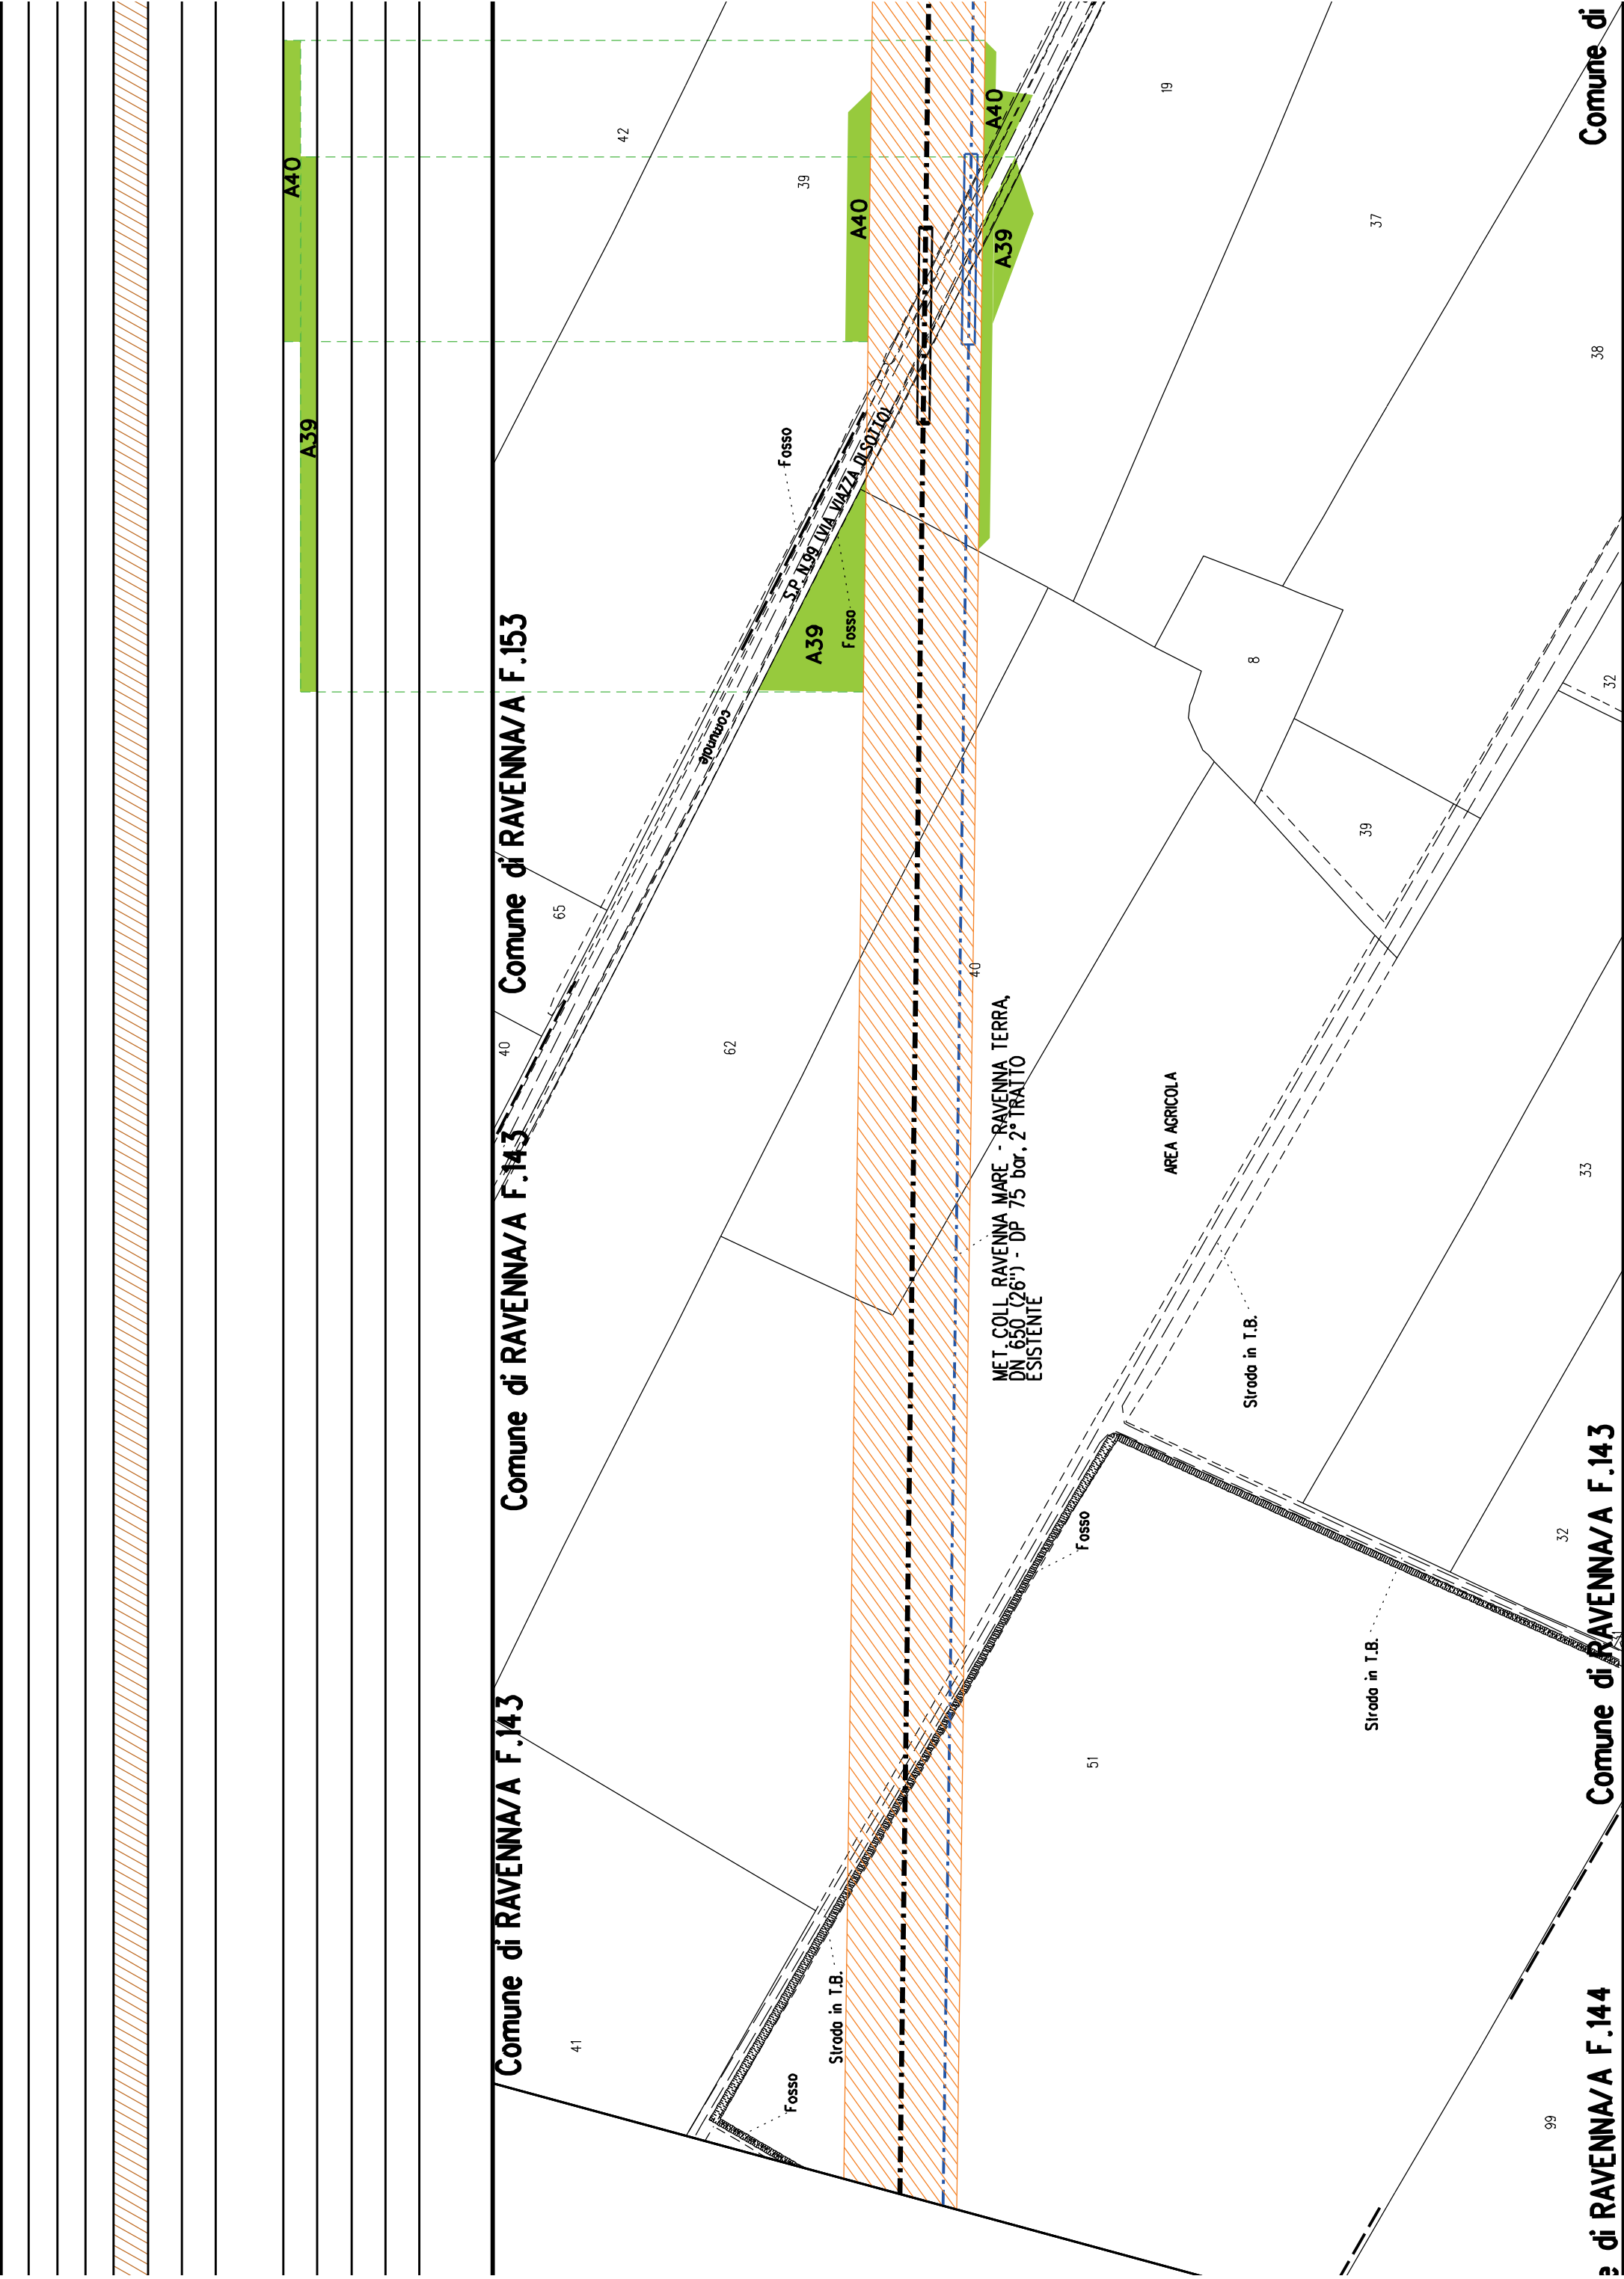 A40
A39
Comune di RAVENNA/A F.143
Comune di RAVENNA/A F.143
Comune di RAVENNA/A F.153
41
40
65
62
42
39
comunale
S.P. N.99 (VIA VIAZZA DI SOTTO)
Fosso
Fosso
A39
A40
A39
A40
Fosso
Strada in T.B.
40
MET. COLL. RAVENNA MARE - RAVENNA TERRA,
DN 650 (26") - DP 75 bar, 2° TRATTO
ESISTENTE
Fosso
51
AREA AGRICOLA
19
Strada in T.B.
8
Strada in T.B.
39
37
99
32
33
38
32
31
di RAVENNA/A F.144
Comune di RAVENNA/A F.143
Comune di